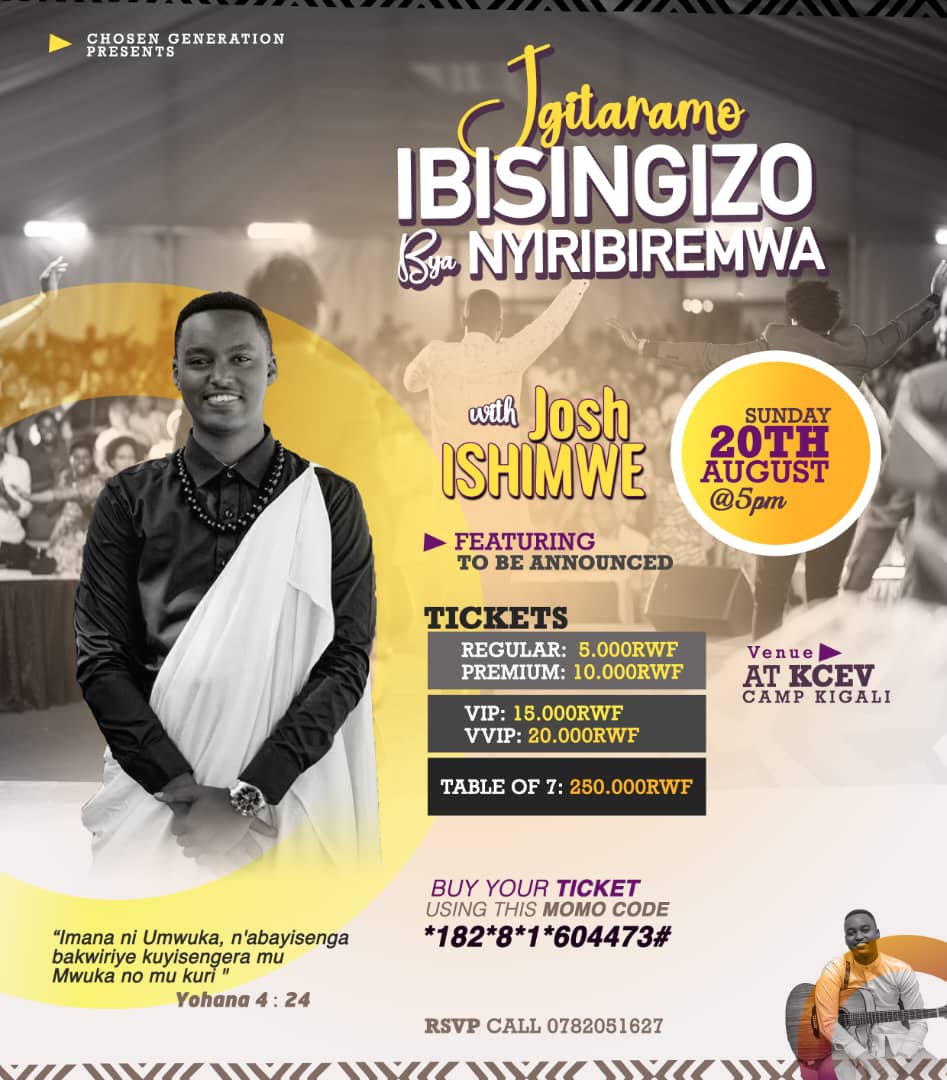 CHOSEN GENERATION
PRESENTS
Igitaramo
IBISINGIZO
Bya NYIRIBIREMWA
with Josh
ISHIMWE
SUNDAY
20TH
AUGUST
@5pm
FEATURING
TO BE ANNOUNCED
TICKETS
REGULAR: 5.000RWF
PREMIUM: 10.000RWF
VIP: 15.000RWF
VVIP: 20.000RWF
TABLE OF 7: 250.000RWF
Venue
AT KCEV
CAMP KIGALI
BUY YOUR TICKET
USING THIS MOMO CODE
*182*8*1*604473#
"Imana ni Umwuka, n'abayisenga
bakwiriye kuyisengera mu
Mwuka no mu kuri "
Yohana 4 : 24
RSVP CALL 0782051627